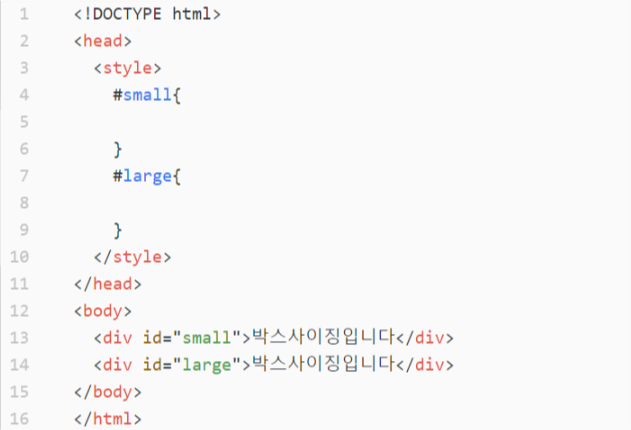 1 <!DOCTYPE html>
2 <head>
3 <style>
4 #small{
5
6 }
7 #large{
8
9 }
10 </style>
11 </head>
12 <body>
13 <div id="small">박스사이징입니다</div>
14 <div id="large">박스사이징입니다</div>
15 </body>
16 </html>